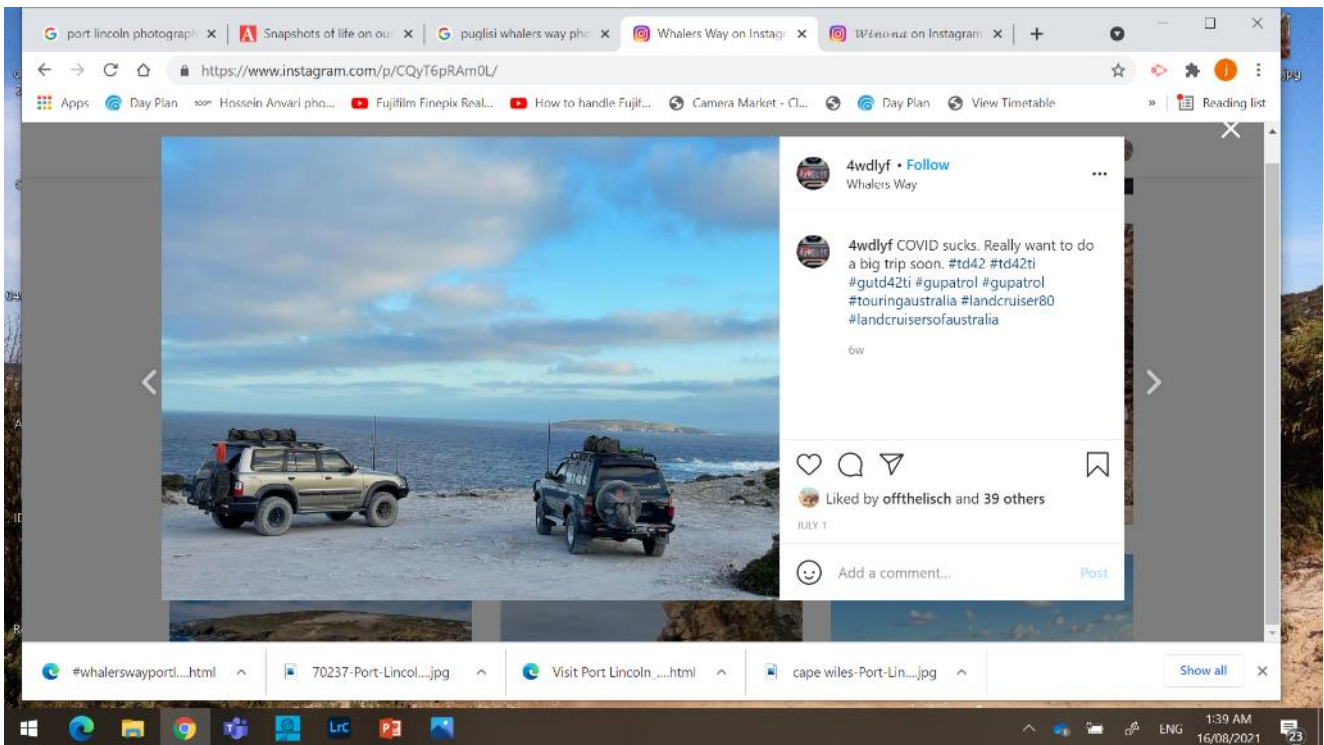 port lincoln photograph
Snapshots of life on our
puglisi whalers way pho
Whalers Way on Instagr
Winona on Instagram
https://www.instagram.com/p/CQyT6pRAm0L/
Apps
Day Plan
Hossein Anvari pho...
Fujifilm Finepix Real...
How to handle Fujif...
Camera Market - Cl...
Day Plan
View Timetable
»
Reading list
4wdlyf • Follow
Whalers Way
4wdlyf COVID sucks. Really want to do
a big trip soon. #td42 #td42ti
#gutd42ti #gupatrol #gupatrol
#touringaustralia #landcruiser80
#landcruisersofaustralia
6w
Liked by offthelisch and 39 others
JULY 1
Add a comment...
Post
#whalerswayportl....html
70237-Port-Lincol....jpg
Visit Port Lincoln_....html
cape wiles-Port-Lin....jpg
Show all
LrC
ENG
1:39 AM
16/08/2021
23